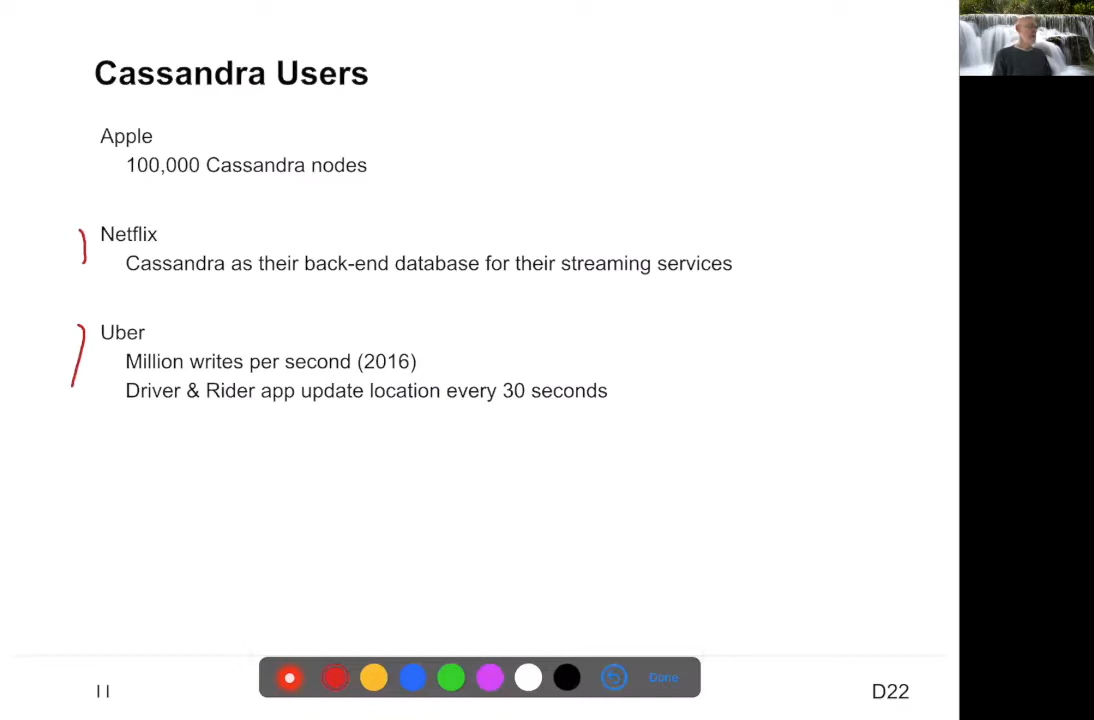 Cassandra Users
Apple
100,000 Cassandra nodes
Netflix
Cassandra as their back-end database for their streaming services
Uber
Million writes per second (2016)
Driver & Rider app update location every 30 seconds
Done
11
D22